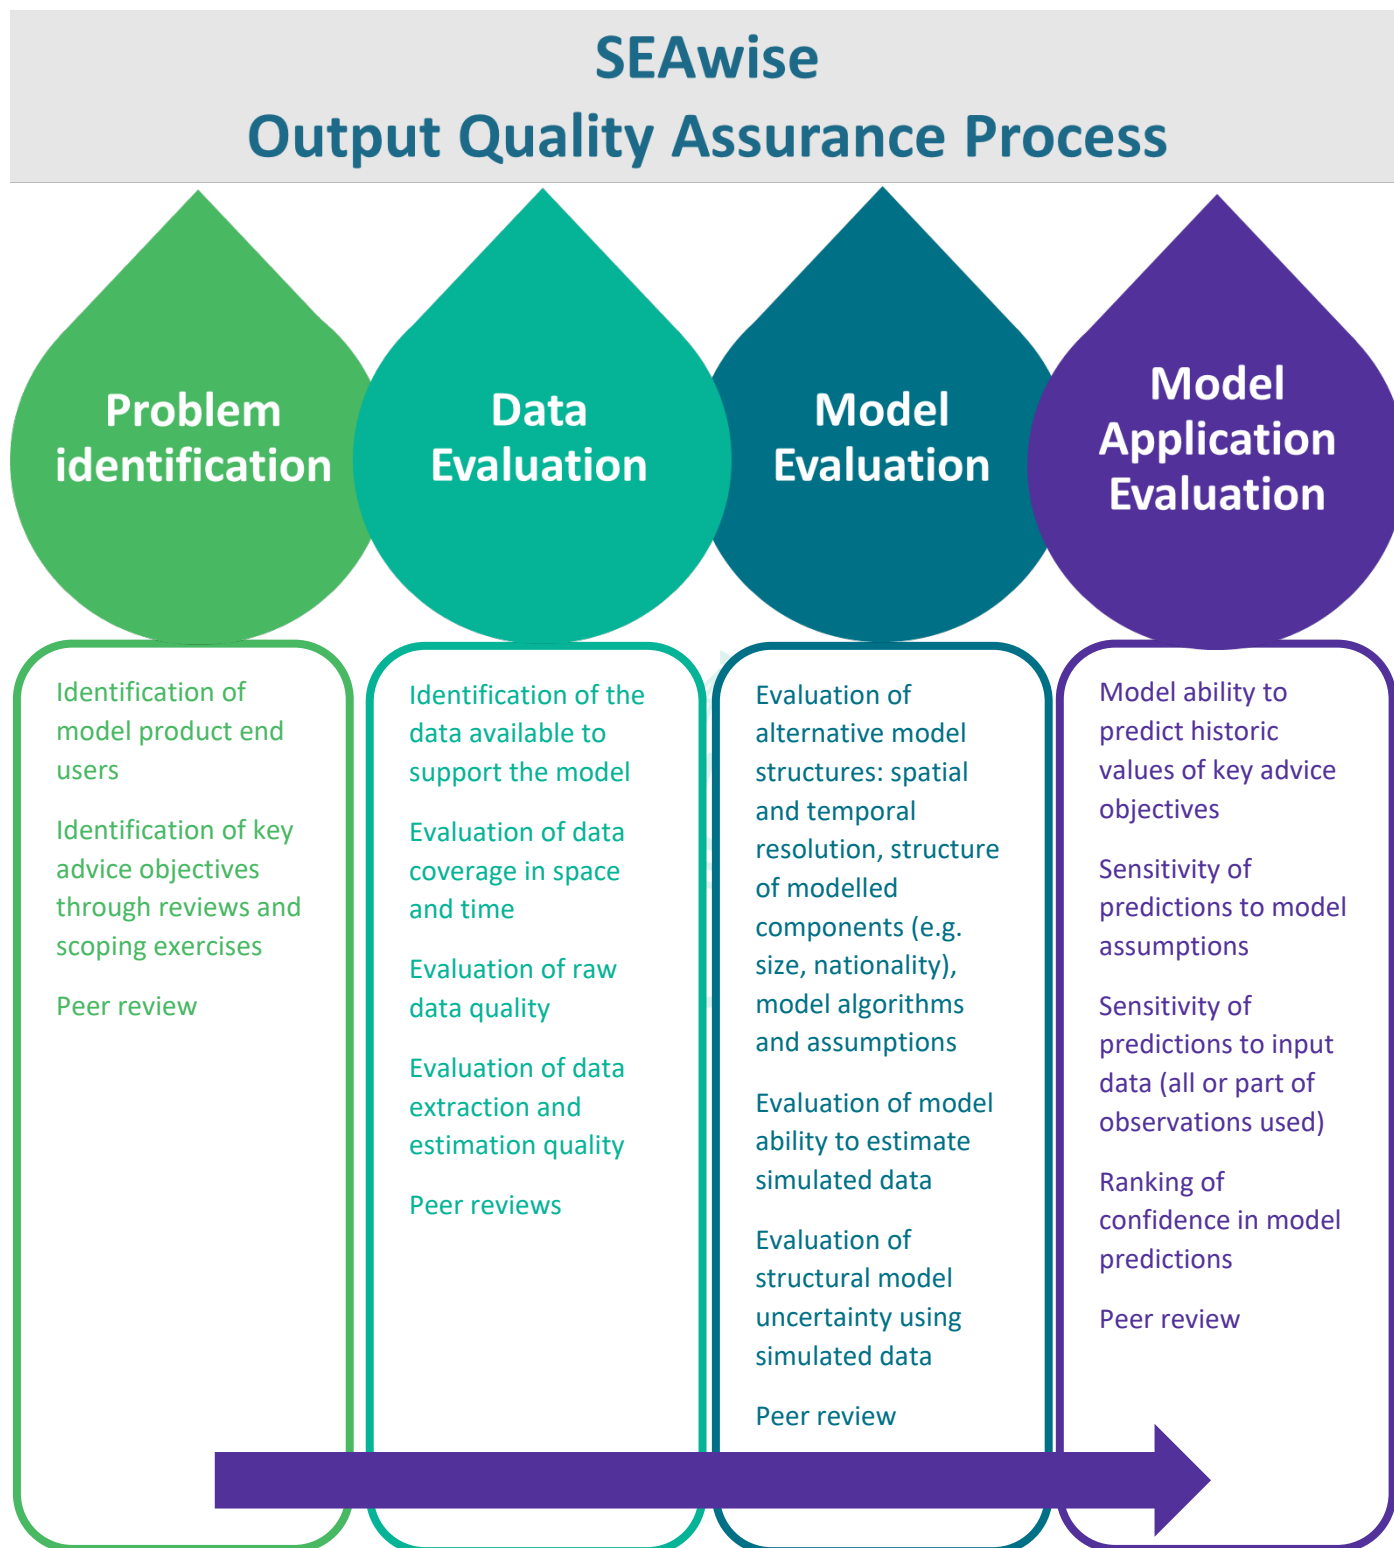 SEAwise
Output Quality Assurance Process
Problem
identification
Data
Evaluation
Model
Evaluation
Model
Application
Evaluation
Identification of
model product end
users
Identification of key
advice objectives
through reviews and
scoping exercises
Peer review
Identification of the
data available to
support the model
Evaluation of data
coverage in space
and time
Evaluation of raw
data quality
Evaluation of data
extraction and
estimation quality
Peer reviews
Evaluation of
alternative model
structures: spatial
and temporal
resolution, structure
of modelled
components (e.g.
size, nationality),
model algorithms
and assumptions
Evaluation of model
ability to estimate
simulated data
Evaluation of
structural model
uncertainty using
simulated data
Peer review
Model ability to
predict historic
values of key advice
objectives
Sensitivity of
predictions to model
assumptions
Sensitivity of
predictions to input
data (all or part of
observations used)
Ranking of
confidence in model
predictions
Peer review